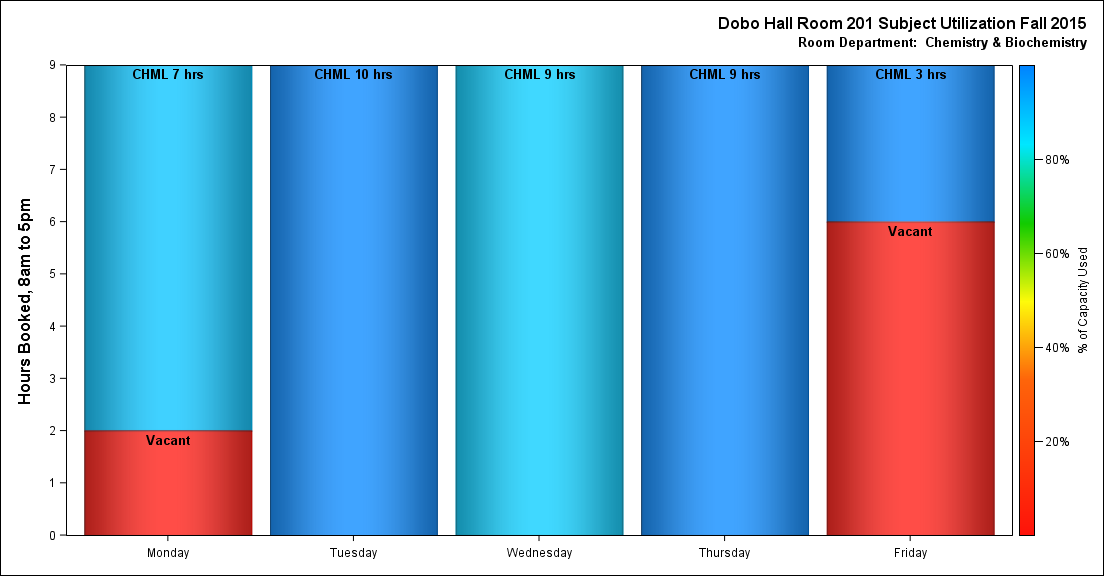 Dobo Hall Room 201 Subject Utilization Fall 2015
Room Department:  Chemistry & Biochemistry
Hours Booked, 8am to 5pm
9
8
7
6
5
4
3
2
1
0
CHML 7 hrs
Vacant
CHML 10 hrs
CHML 9 hrs
CHML 9 hrs
CHML 3 hrs
Vacant
Monday
Tuesday
Wednesday
Thursday
Friday
80%
60%
40%
20%
% of Capacity Used